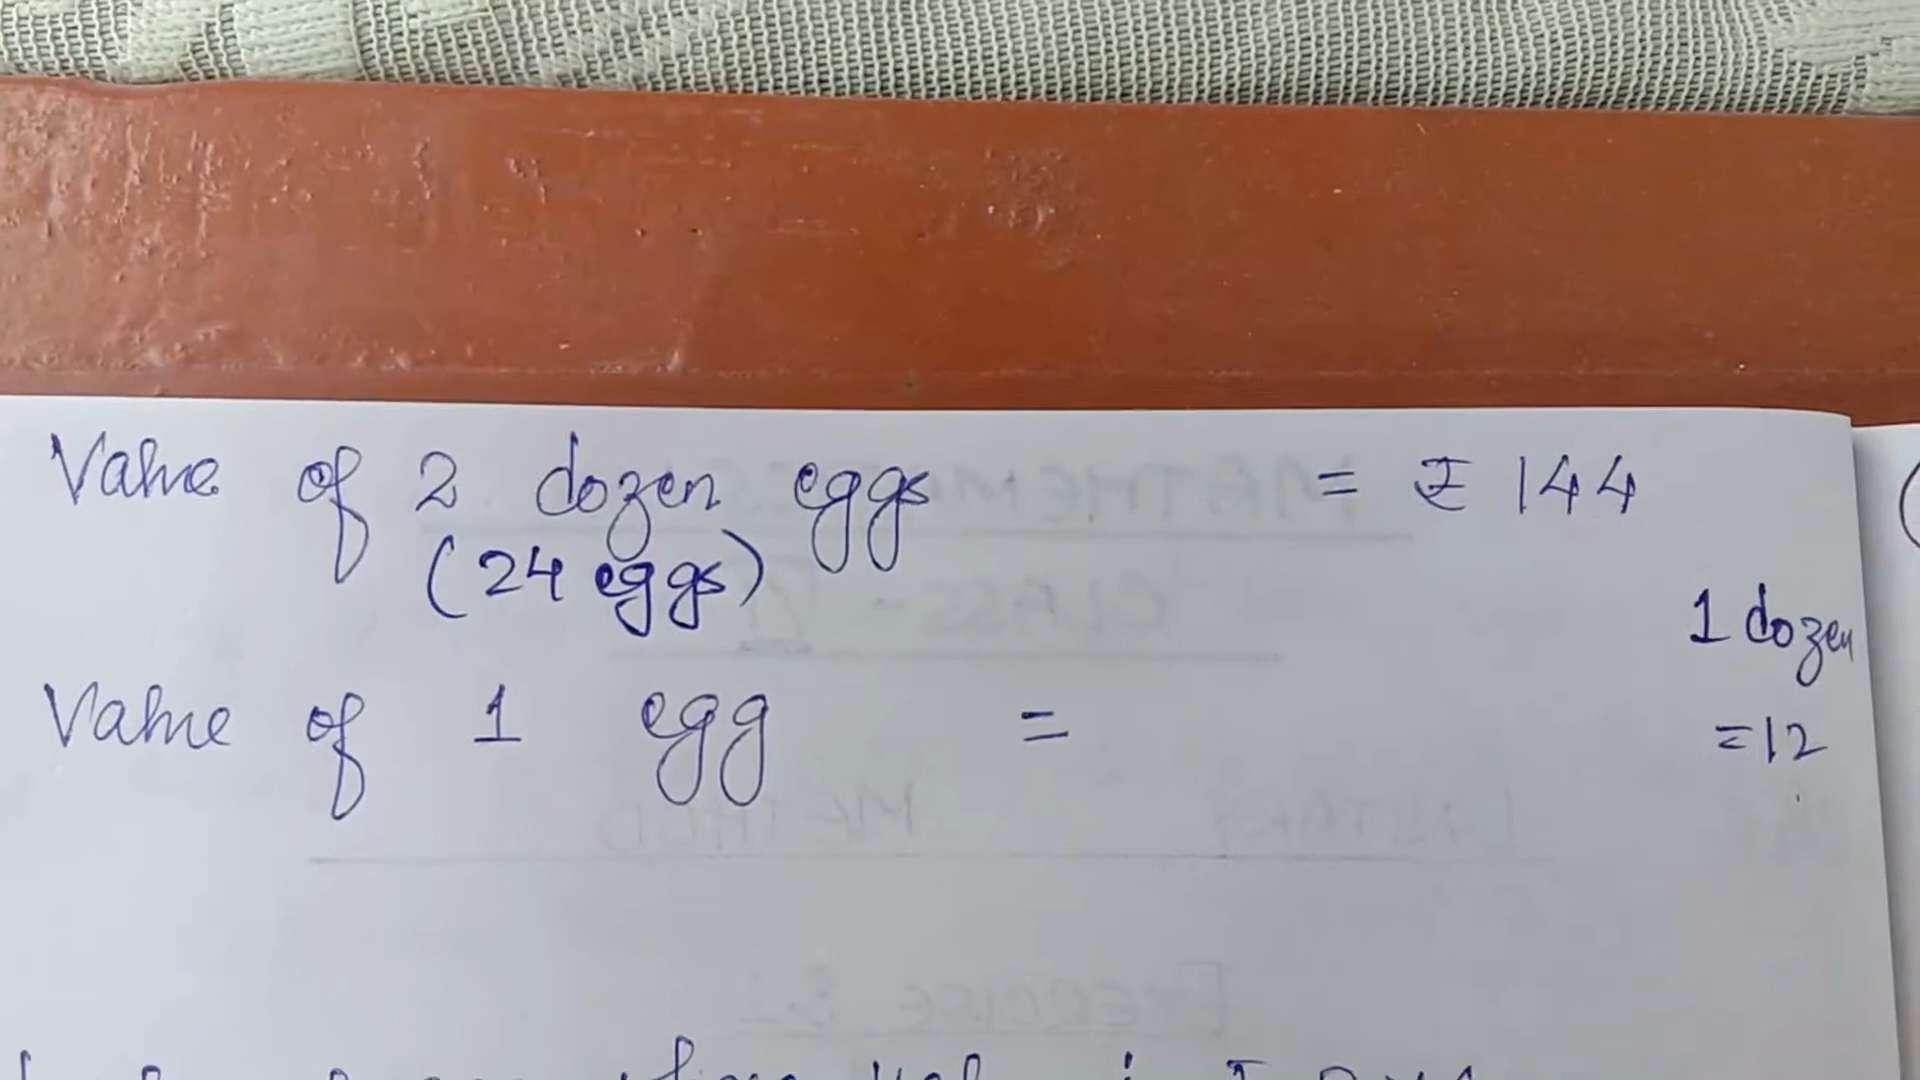 Value of 2 dozen eggs = ₹ 144
(24 eggs)
1 dozen
Value of 1 egg =
= 12